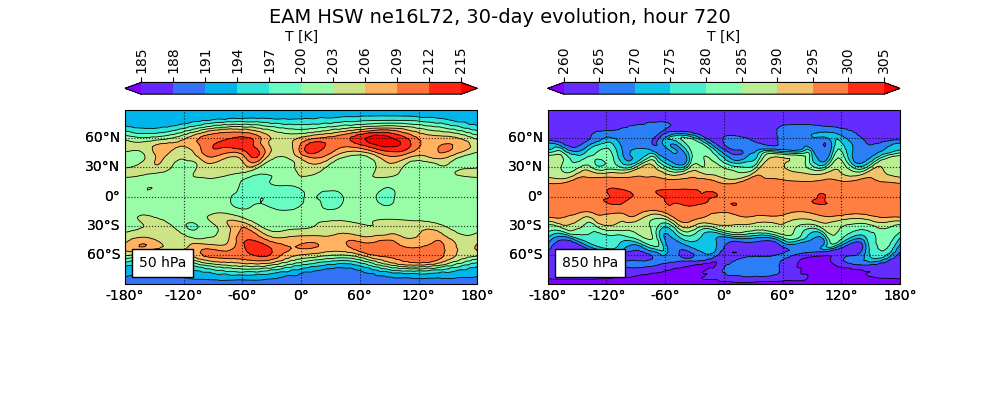 EAM HSW ne16L72, 30-day evolution, hour 720
T [K]
185 188 191 194 197 200 203 206 209 212 215
60°N
30°N
0°
30°S
60°S
50 hPa
-180° -120° -60° 0° 60° 120° 180°
T [K]
260 265 270 275 280 285 290 295 300 305
60°N
30°N
0°
30°S
60°S
850 hPa
-180° -120° -60° 0° 60° 120° 180°